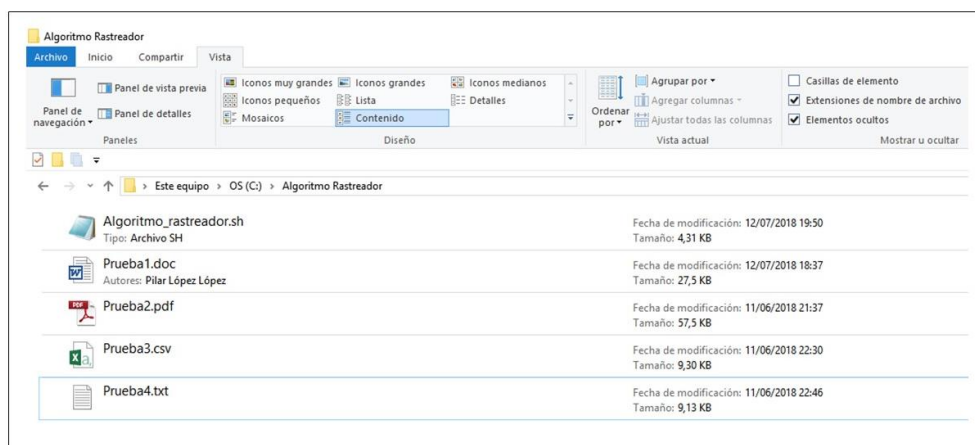 Algoritmo Rastreador
Archivo Inicio Compartir Vista
Panel de navegación
Panel de vista previa
Panel de detalles
Paneles
Iconos muy grandes Iconos grandes Iconos medianos
Iconos pequeños Lista Detalles
Mosaicos Contenido
Diseño
Ordenar por
Agrupar por
Agregar columnas
Ajustar todas las columnas
Vista actual
Casillas de elemento
Extensiones de nombre de archivo
Elementos ocultos
Mostrar u ocultar
Este equipo > OS (C:) > Algoritmo Rastreador
Algoritmo_rastreador.sh Fecha de modificación: 12/07/2018 19:50
Tipo: Archivo SH Tamaño: 4,31 KB
Prueba1.doc Fecha de modificación: 12/07/2018 18:37
Autores: Pilar López López Tamaño: 27,5 KB
Prueba2.pdf Fecha de modificación: 11/06/2018 21:37
Tamaño: 57,5 KB
Prueba3.csv Fecha de modificación: 11/06/2018 22:30
Tamaño: 9,30 KB
Prueba4.txt Fecha de modificación: 11/06/2018 22:46
Tamaño: 9,13 KB